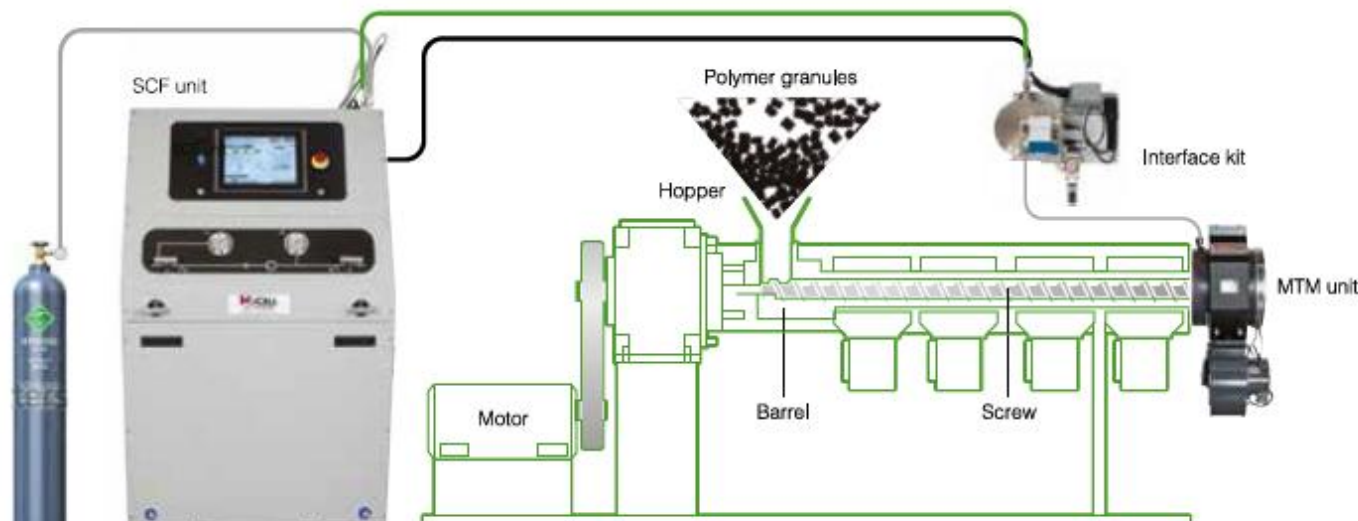 SCF unit
Polymer granules
Interface kit
Hopper
MTM unit
Motor
Barrel
Screw